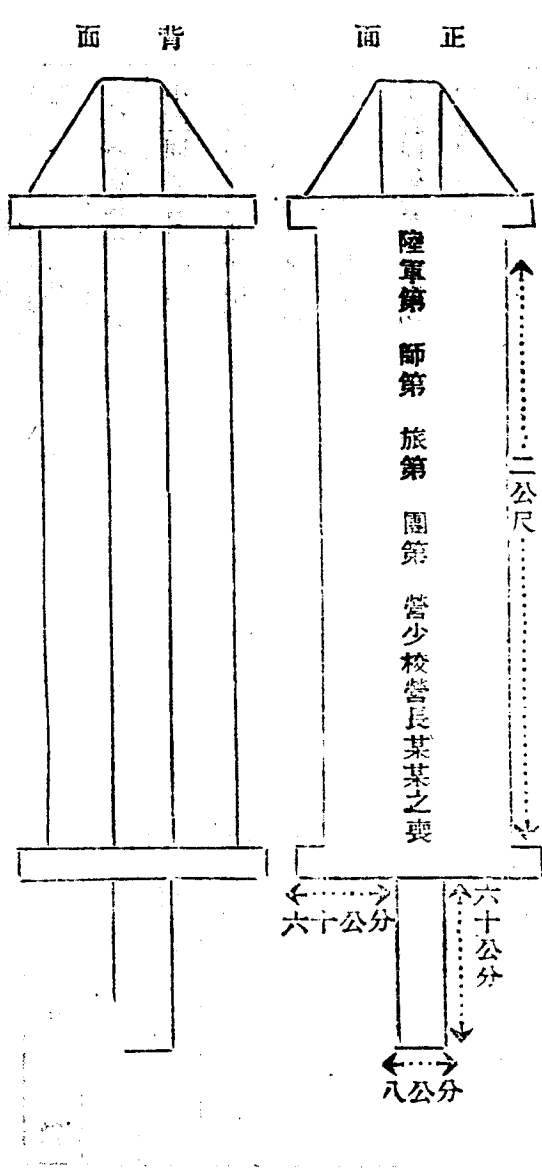 正面
背面
陸軍第　師第　旅第　團第　營少校營長某某之喪
二公尺
六十公分
六十公分
八公分